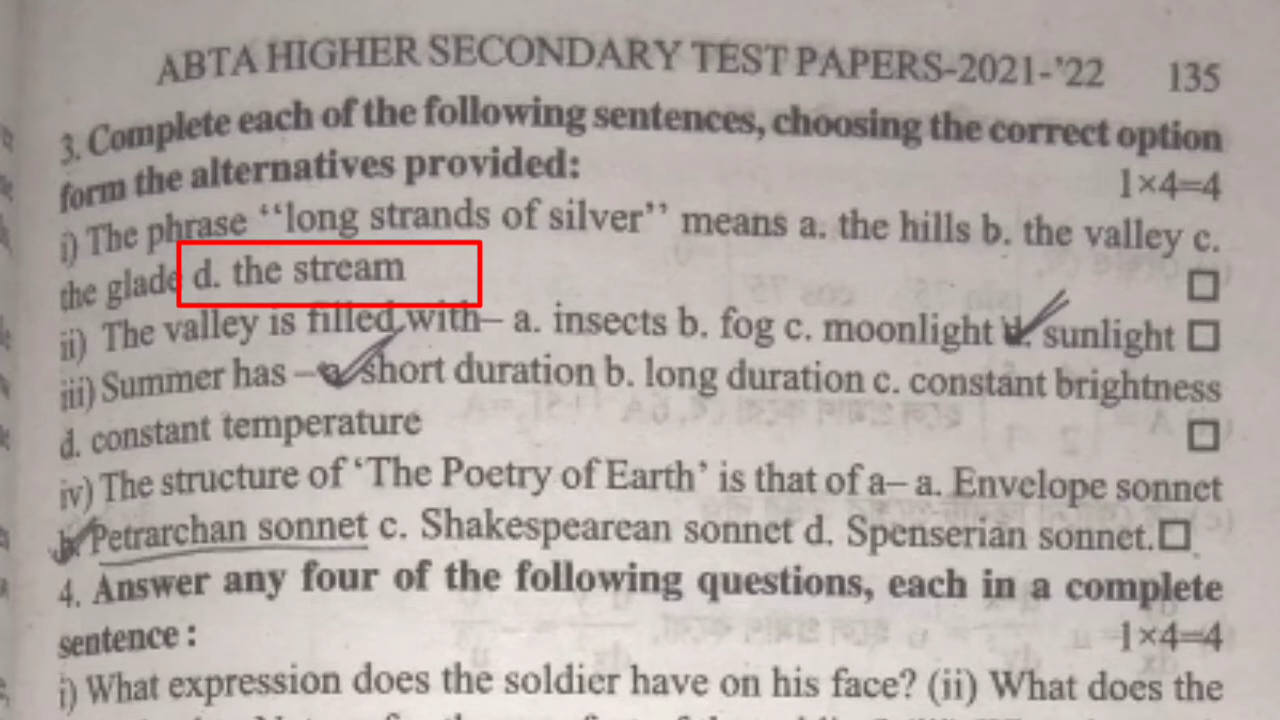 ABTA HIGHER SECONDARY TEST PAPERS-2021-'22 135
3. Complete each of the following sentences, choosing the correct option
form the alternatives provided: 1×4=4
i) The phrase “long strands of silver” means a. the hills b. the valley c.
the glade d. the stream
ii) The valley is filled with– a. insects b. fog c. moonlight d. sunlight
iii) Summer has – a. short duration b. long duration c. constant brightness
d. constant temperature
iv) The structure of ‘The Poetry of Earth’ is that of a– a. Envelope sonnet
b. Petrarchan sonnet c. Shakespearean sonnet d. Spenserian sonnet.
4. Answer any four of the following questions, each in a complete
sentence : 1×4=4
i) What expression does the soldier have on his face? (ii) What does the